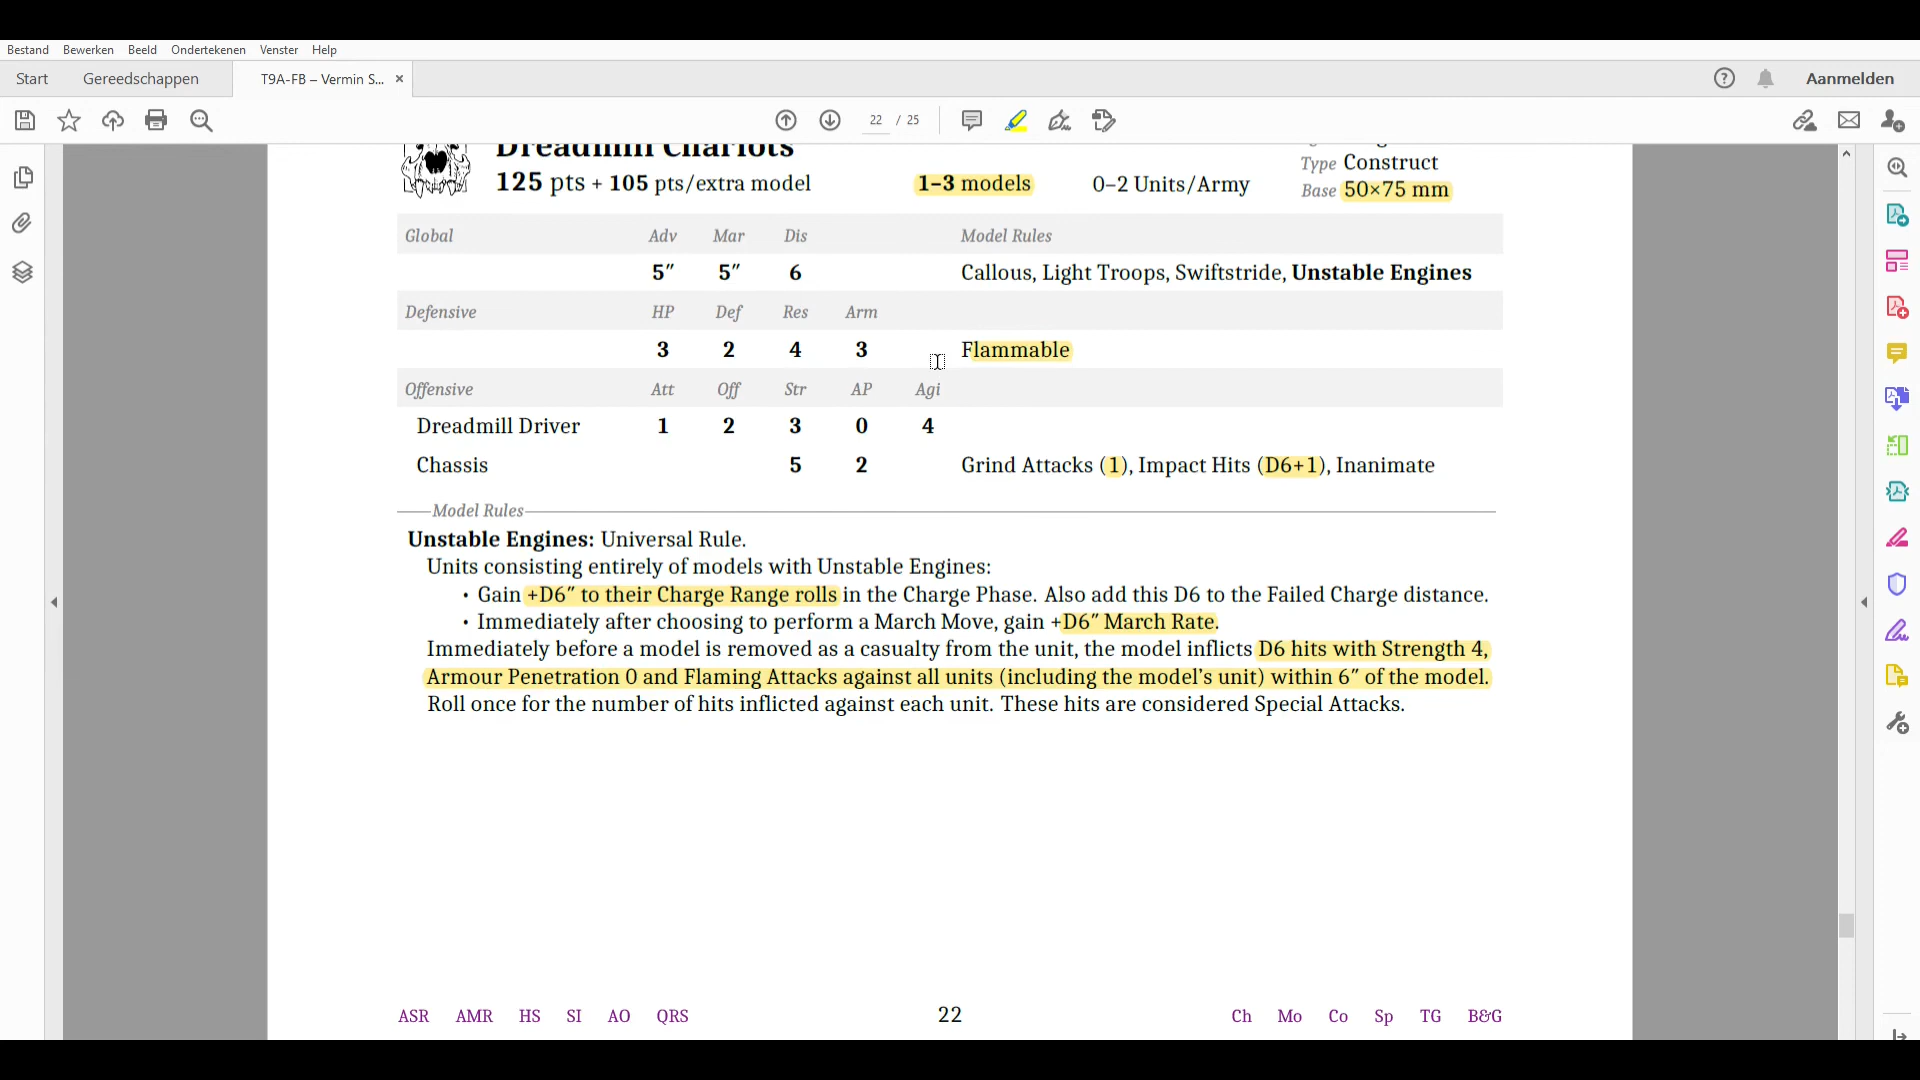 Bestand Bewerken Beeld Ondertekenen Venster Help
Start Gereedschappen T9A-FB – Vermin S... × Aanmelden
22 / 25
Dreadmill Chariots
Type Construct
125 pts + 105 pts/extra model 1–3 models 0–2 Units/Army Base 50×75 mm
Global Adv Mar Dis Model Rules
5″ 5″ 6 Callous, Light Troops, Swiftstride, Unstable Engines
Defensive HP Def Res Arm
3 2 4 3 Flammable
Offensive Att Off Str AP Agi
Dreadmill Driver 1 2 3 0 4
Chassis 5 2 Grind Attacks (1), Impact Hits (D6+1), Inanimate
Model Rules
Unstable Engines: Universal Rule.
Units consisting entirely of models with Unstable Engines:
• Gain +D6″ to their Charge Range rolls in the Charge Phase. Also add this D6 to the Failed Charge distance.
• Immediately after choosing to perform a March Move, gain +D6″ March Rate.
Immediately before a model is removed as a casualty from the unit, the model inflicts D6 hits with Strength 4,
Armour Penetration 0 and Flaming Attacks against all units (including the model’s unit) within 6″ of the model.
Roll once for the number of hits inflicted against each unit. These hits are considered Special Attacks.
ASR AMR HS SI AO QRS 22 Ch Mo Co Sp TG B&G